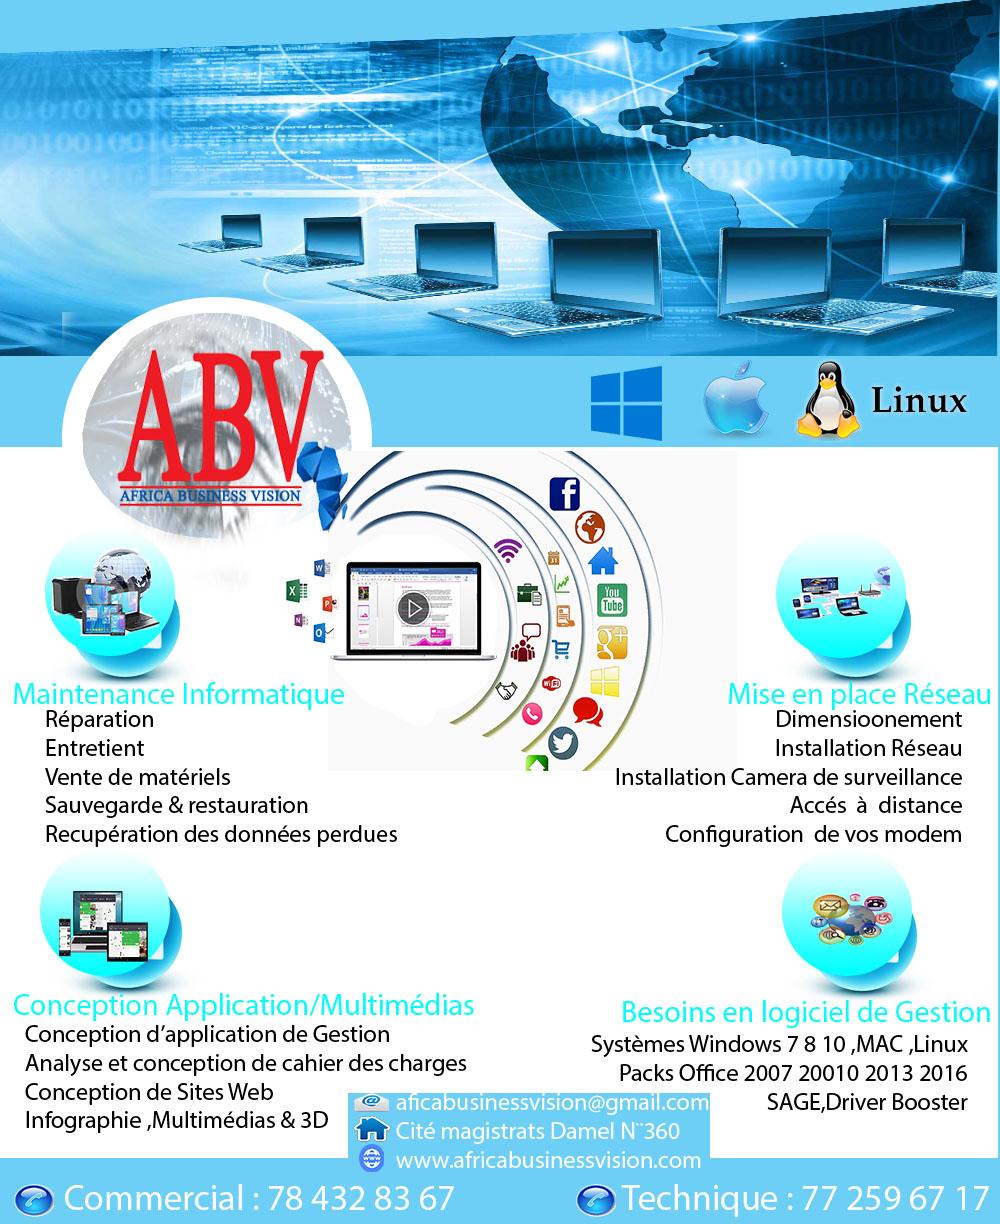 Linux
ABV
AFRICA BUSINESS VISION
You
Tube
31
WiFi
Maintenance Informatique
Réparation
Entretient
Vente de matériels
Sauvegarde & restauration
Recupération des données perdues
Mise en place Réseau
Dimensioonement
Installation Réseau
Installation Camera de surveillance
Accés à distance
Configuration de vos modem
Conception Application/Multimédias
Conception d’application de Gestion
Analyse et conception de cahier des charges
Conception de Sites Web
Infographie ,Multimédias & 3D
Besoins en logiciel de Gestion
Systèmes Windows 7 8 10 ,MAC ,Linux
Packs Office 2007 20010 2013 2016
SAGE,Driver Booster
aficabusinessvision@gmail.com
Cité magistrats Damel N¨360
www.africabusinessvision.com
Commercial : 78 432 83 67
Technique : 77 259 67 17